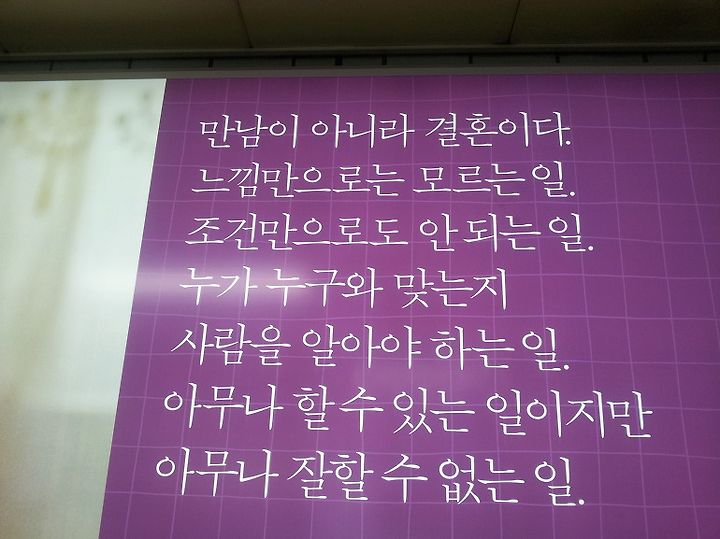 만남이 아니라 결혼이다.
느낌만으로는 모르는 일.
조건만으로도 안 되는 일.
누가 누구와 맞는지
사람을 알아야 하는 일.
아무나 할 수 있는 일이지만
아무나 잘할 수 없는 일.